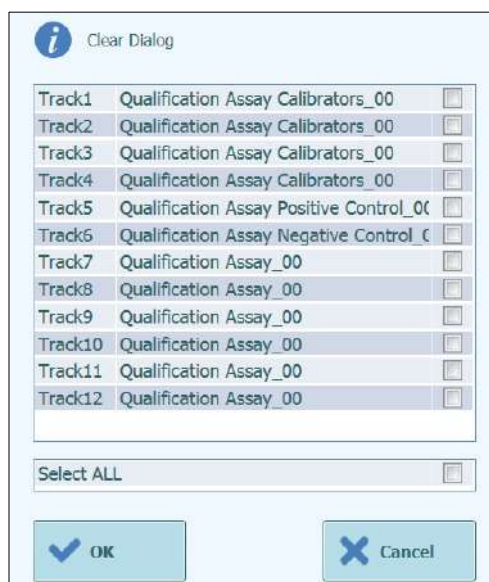 Clear Dialog
Track1 Qualification Assay Calibrators_00
Track2 Qualification Assay Calibrators_00
Track3 Qualification Assay Calibrators_00
Track4 Qualification Assay Calibrators_00
Track5 Qualification Assay Positive Control_0(
Track6 Qualification Assay Negative Control_(
Track7 Qualification Assay_00
Track8 Qualification Assay_00
Track9 Qualification Assay_00
Track10 Qualification Assay_00
Track11 Qualification Assay_00
Track12 Qualification Assay_00
Select ALL
OK Cancel